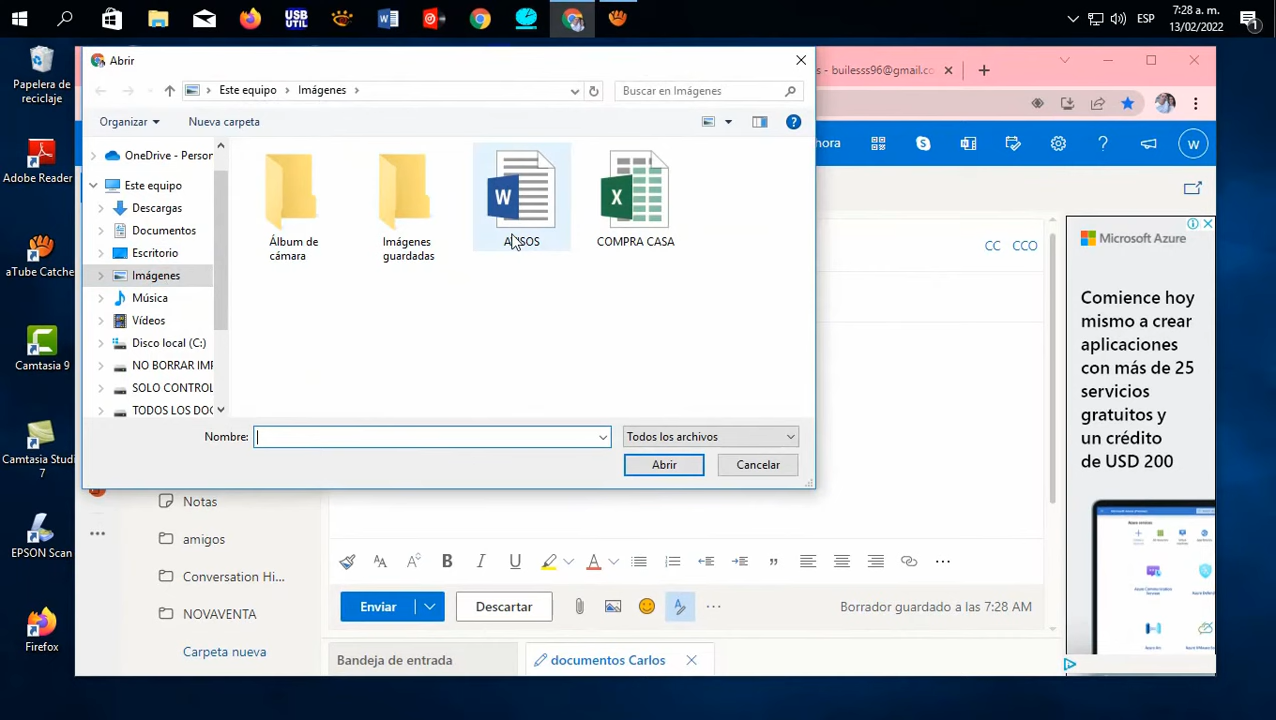 USB
UTIL
ESP
7:28 a. m.
13/02/2022
1
Papelera de
reciclaje
Adobe Reader
aTube Catche
Camtasia 9
Camtasia Studi
7
EPSON Scan
Firefox
Abrir
Este equipo
Imágenes
Buscar en Imágenes
Organizar
Nueva carpeta
OneDrive - Person
Este equipo
Descargas
Documentos
Escritorio
Imágenes
Música
Vídeos
Disco local (C:)
NO BORRAR IMP
SOLO CONTROL
TODOS LOS DOC
Álbum de
cámara
Imágenes
guardadas
W
X
COMPRA CASA
Nombre:
Todos los archivos
Abrir
Cancelar
s - builesss96@gmail.cc
hora
W
CC
CCO
Microsoft Azure
Comience hoy
mismo a crear
aplicaciones
con más de 25
servicios
gratuitos y
un crédito
de USD 200
Notas
amigos
Conversation Hi...
NOVAVENTA
Carpeta nueva
Enviar
Descartar
Borrador guardado a las 7:28 AM
Bandeja de entrada
documentos Carlos